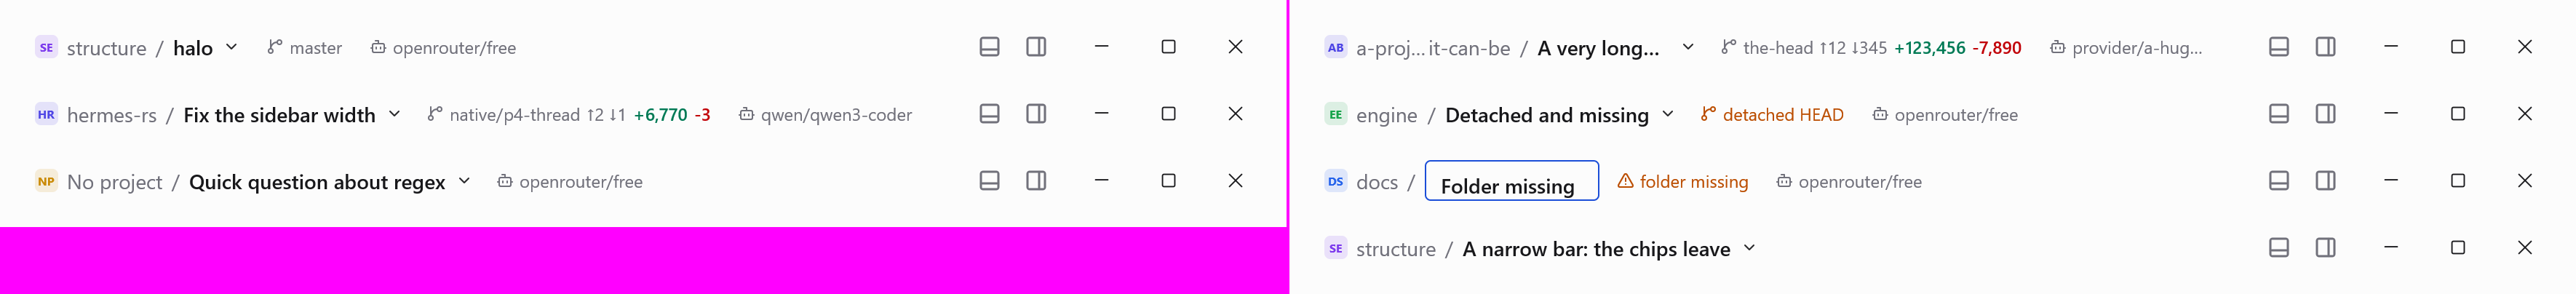 SE structure / halo master openrouter/free
HR hermes-rs / Fix the sidebar width native/p4-thread ↑2 ↓1 +6,770 -3 qwen/qwen3-coder
NP No project / Quick question about regex openrouter/free
AB a-proj...it-can-be / A very long... the-head ↑12 ↓345 +123,456 -7,890 provider/a-hug...
EE engine / Detached and missing detached HEAD openrouter/free
DS docs / Folder missing folder missing openrouter/free
SE structure / A narrow bar: the chips leave